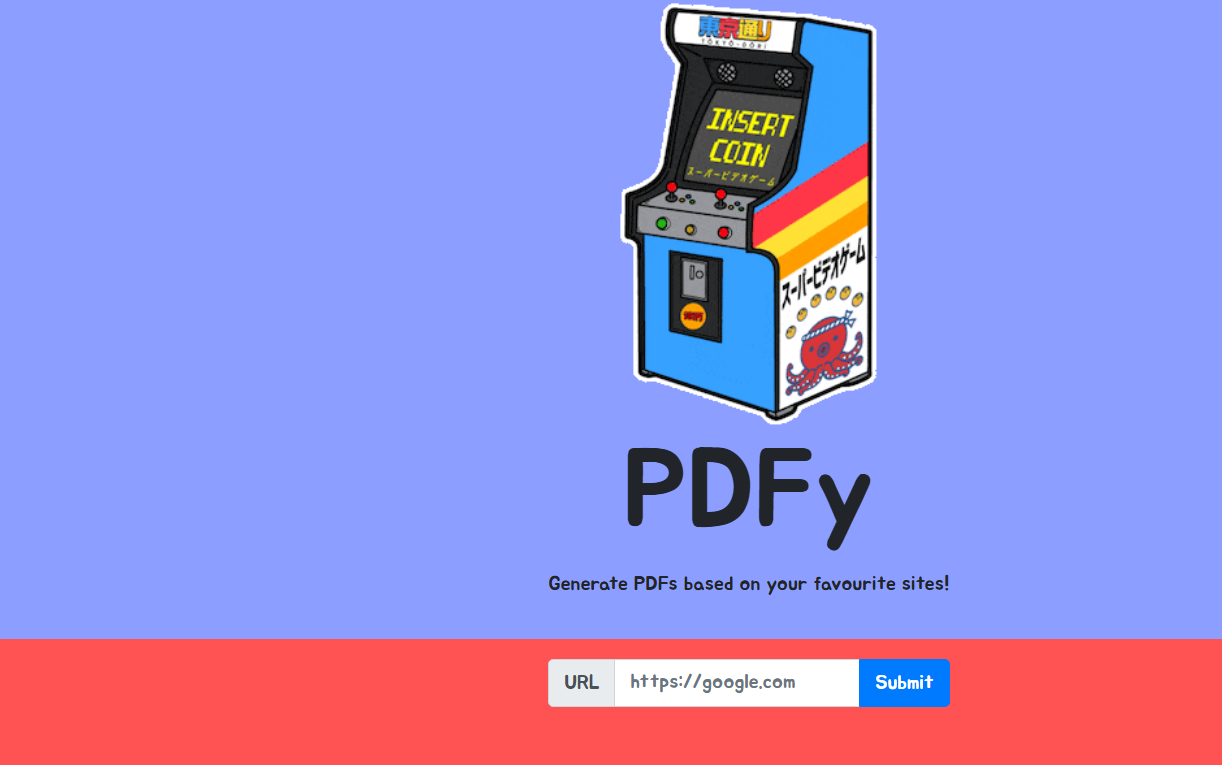 東京通り
TOKYO-DORI
INSERT
COIN
スーパービデオゲーム
スーパービデオゲーム
PDFy
Generate PDFs based on your favourite sites!
URL https://google.com Submit